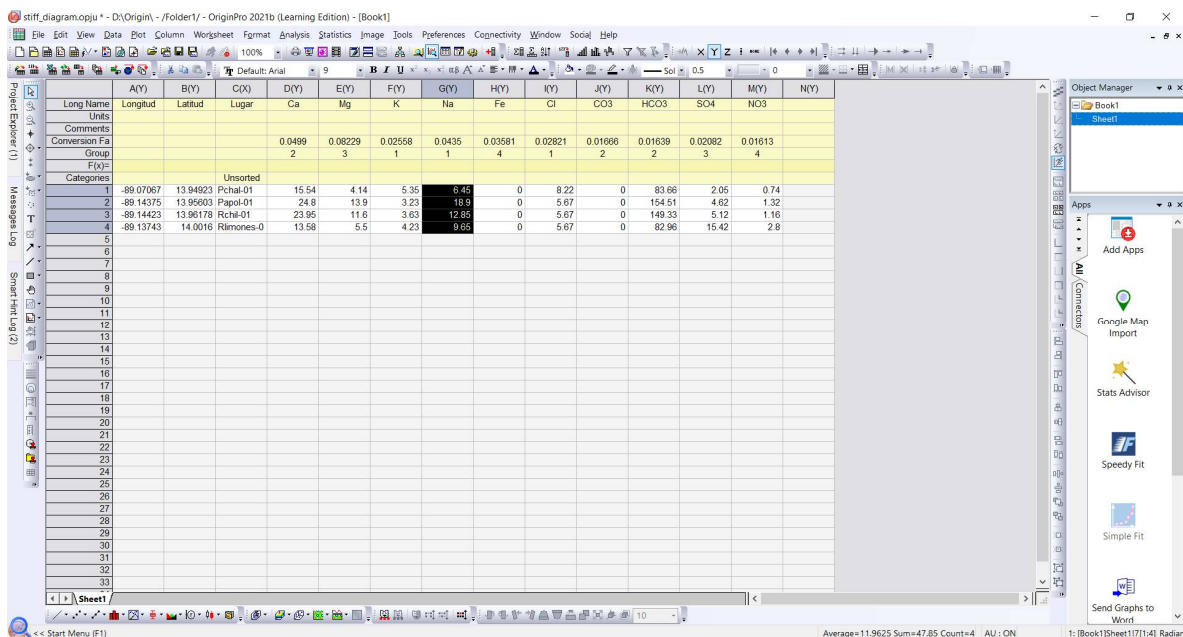 stiff_diagram.opju * - D:\Origin\ - /Folder1/ - OriginPro 2021b (Learning Edition) - [Book1]
File Edit View Data Plot Column Worksheet Format Analysis Statistics Image Tools Preferences Connectivity Window Social Help
100%
Default: Arial 9 B I U Sol 0.5 0
Project Explorer (1)
Messages Log
Smart Hint Log (2)
A(Y) B(Y) C(X) D(Y) E(Y) F(Y) G(Y) H(Y) I(Y) J(Y) K(Y) L(Y) M(Y) N(Y)
Long Name Longitud Latitud Lugar Ca Mg K Na Fe Cl CO3 HCO3 SO4 NO3
Units
Comments
Conversion Fa 0.0499 0.08229 0.02558 0.0435 0.03581 0.02821 0.01666 0.01639 0.02082 0.01613
Group 2 3 1 1 4 1 2 2 3 4
F(x)=
Categories Unsorted
1 -89.07067 13.94923 Pchal-01 15.54 4.14 5.35 6.45 0 8.22 0 83.66 2.05 0.74
2 -89.14375 13.95603 Papol-01 24.8 13.9 3.23 18.9 0 5.67 0 154.51 4.62 1.32
3 -89.14423 13.96178 Rchil-01 23.95 11.6 3.63 12.85 0 5.67 0 149.33 5.12 1.16
4 -89.13743 14.0016 Rlimones-0 13.58 5.5 4.23 9.65 0 5.67 0 82.96 15.42 2.8
5
6
7
8
9
10
11
12
13
14
15
16
17
18
19
20
21
22
23
24
25
26
27
28
29
30
31
32
33
Sheet1
10
Object Manager
Book1
Sheet1
Apps
All
Connectors
Add Apps
Google Map
Import
Stats Advisor
Speedy Fit
Simple Fit
Send Graphs to
Word
<< Start Menu (F1)
Average=11.9625 Sum=47.85 Count=4 AU : ON 1: [Book1]Sheet1!7[1:4] Radian